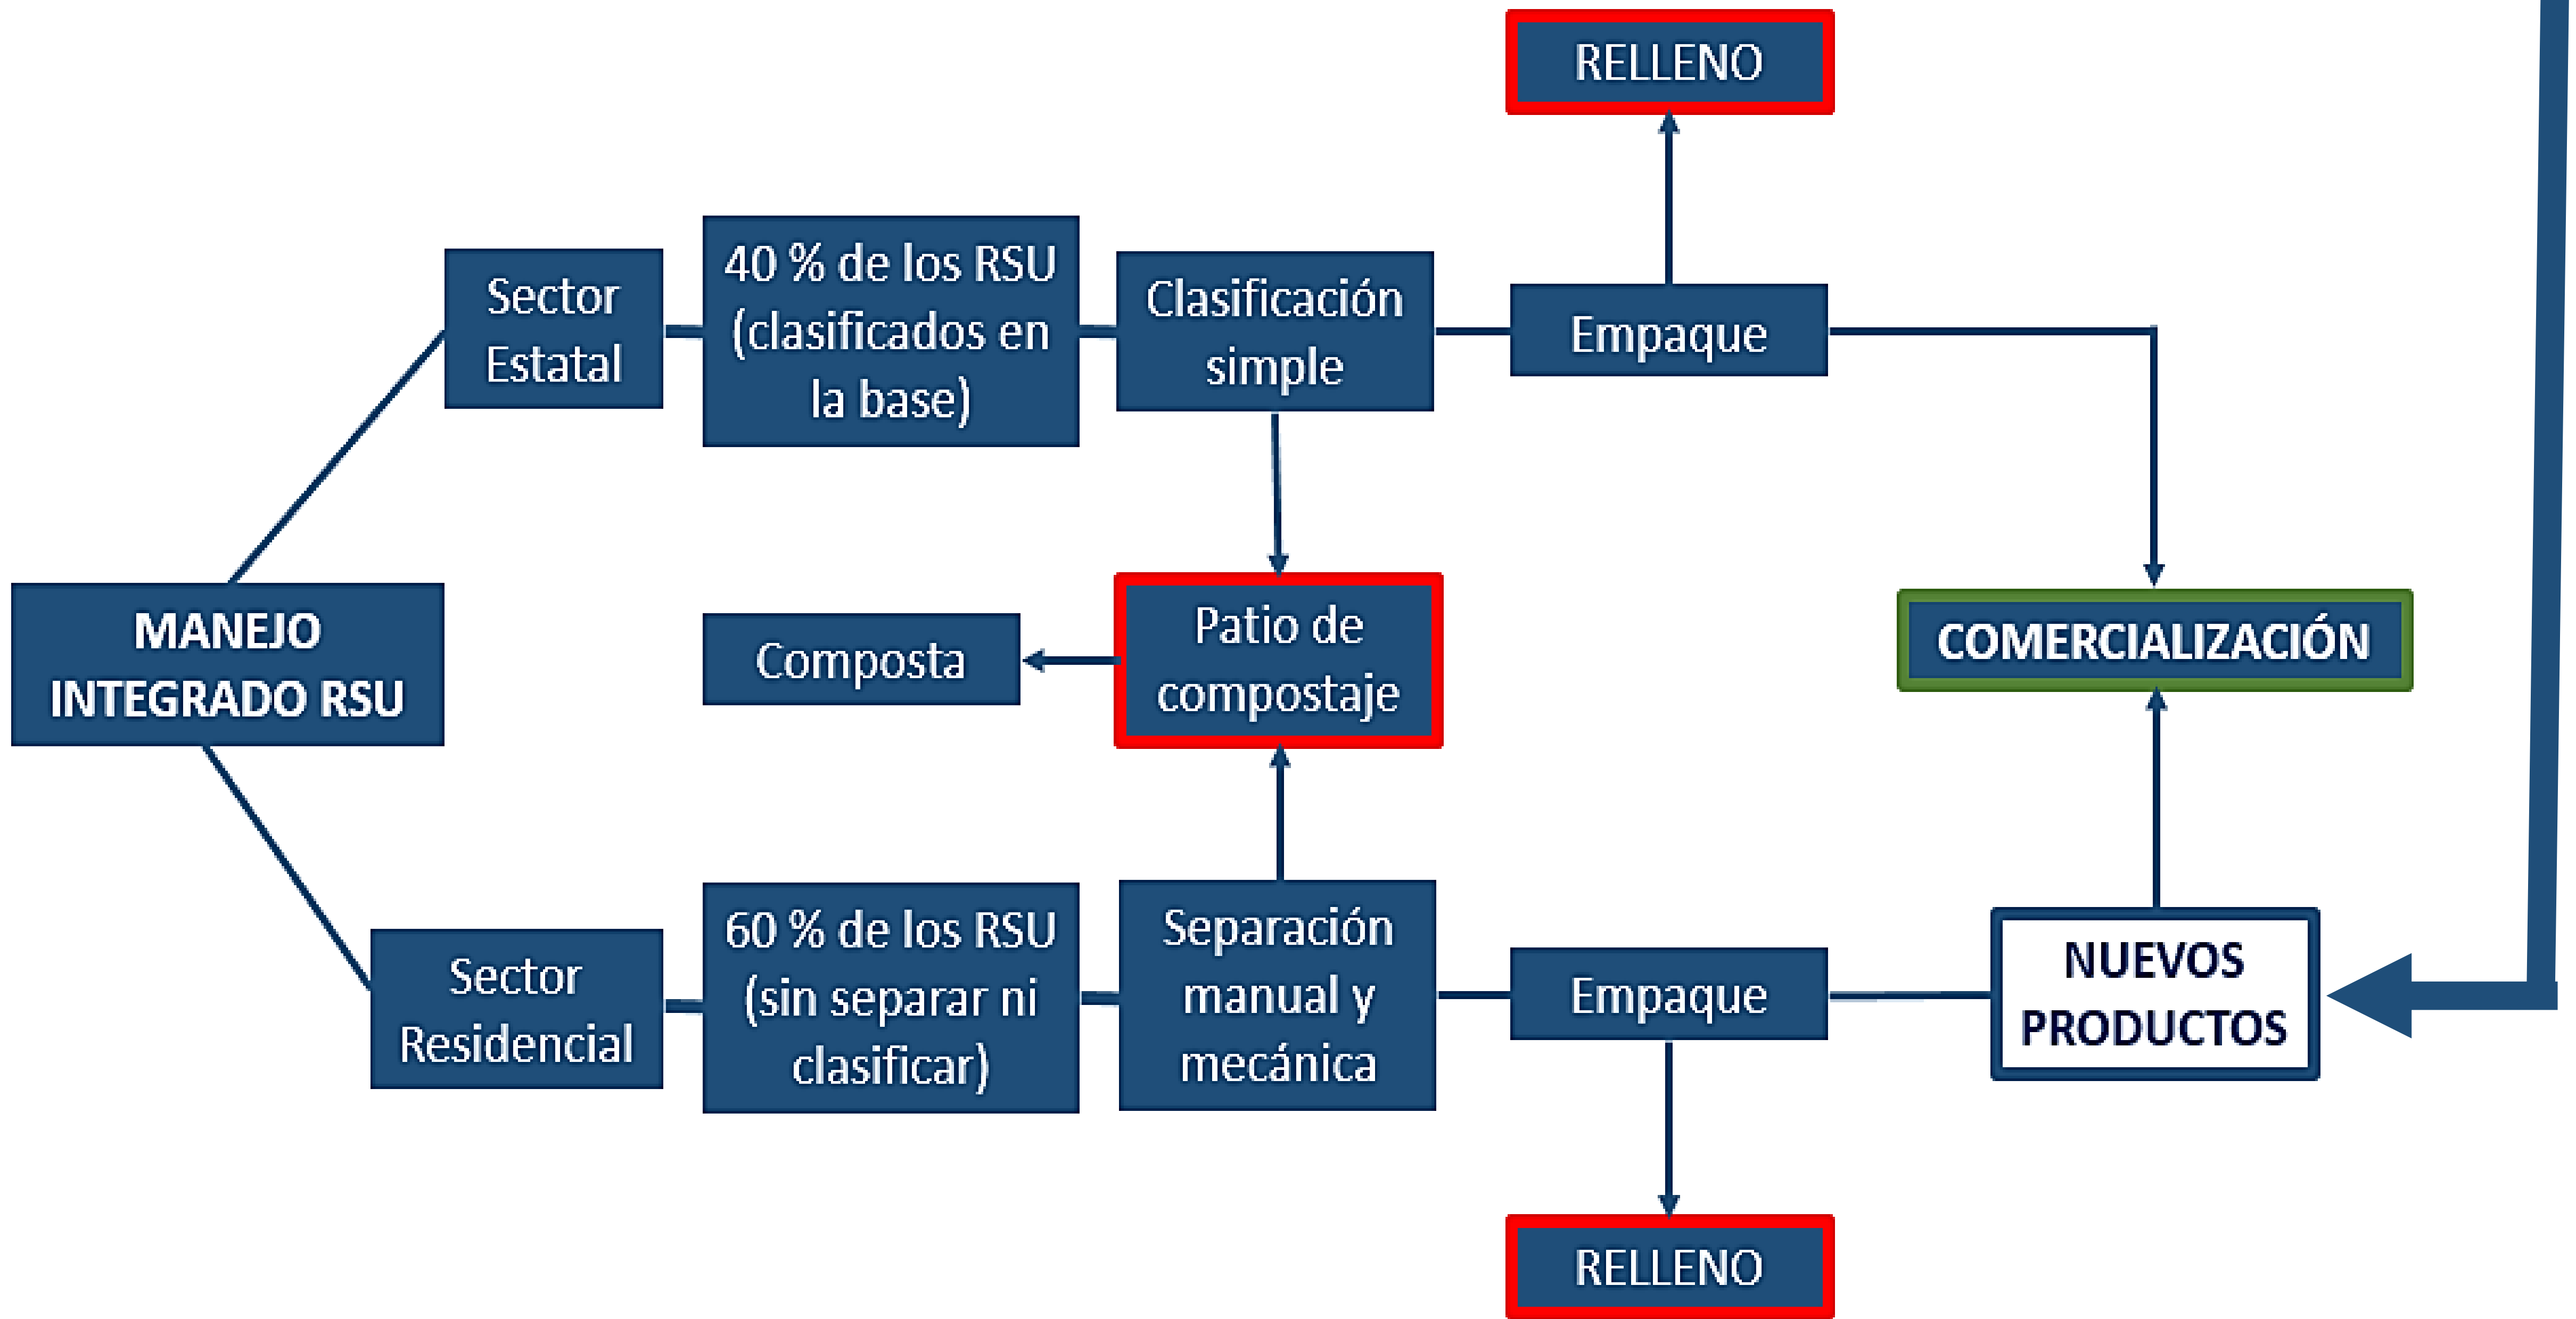 RELLENO
Sector
Estatal
40 % de los RSU
(clasificados en
la base)
Clasificación
simple
Empaque
MANEJO
INTEGRADO RSU
Composta
Patio de
compostaje
COMERCIALIZACIÓN
Sector
Residencial
60 % de los RSU
(sin separar ni
clasificar)
Separación
manual y
mecánica
Empaque
NUEVOS
PRODUCTOS
RELLENO